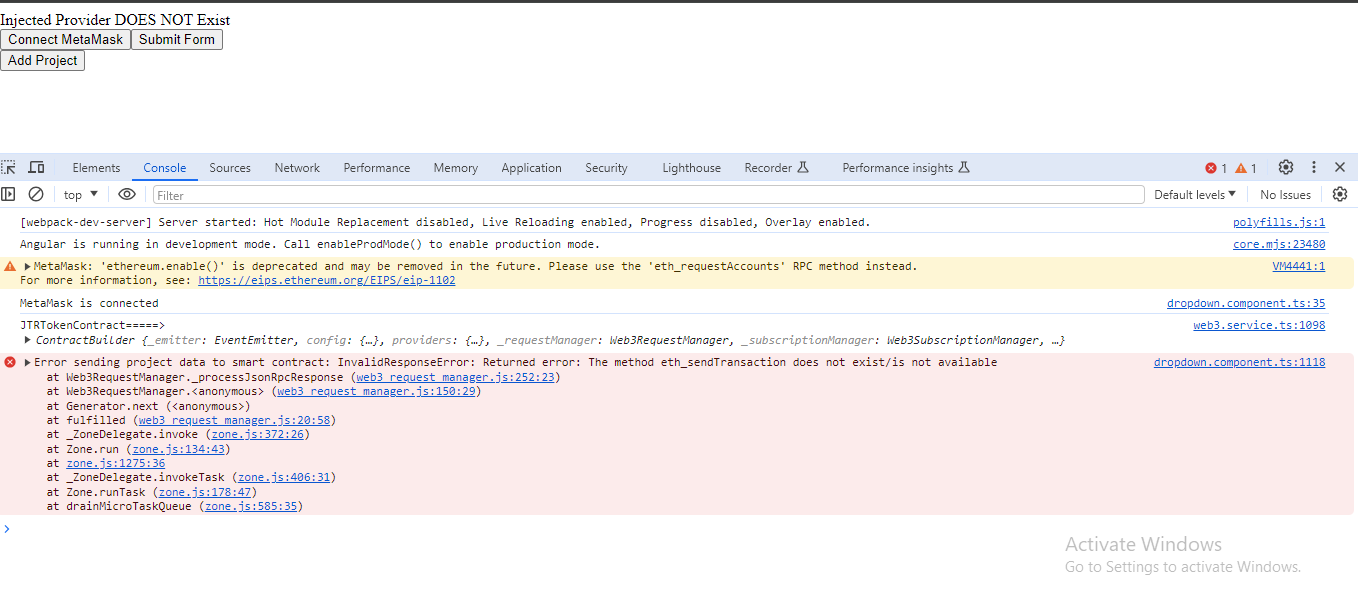 Injected Provider DOES NOT Exist
Connect MetaMask Submit Form
Add Project
Elements Console Sources Network Performance Memory Application Security Lighthouse Recorder Performance insights 1 1
top Filter Default levels No Issues
[webpack-dev-server] Server started: Hot Module Replacement disabled, Live Reloading enabled, Progress disabled, Overlay enabled. polyfills.js:1
Angular is running in development mode. Call enableProdMode() to enable production mode. core.mjs:23480
MetaMask: 'ethereum.enable()' is deprecated and may be removed in the future. Please use the 'eth_requestAccounts' RPC method instead. VM4441:1
For more information, see: https://eips.ethereum.org/EIPS/eip-1102
MetaMask is connected dropdown.component.ts:35
JTRTokenContract=====> web3.service.ts:1098
ContractBuilder {_emitter: EventEmitter, config: {…}, providers: {…}, _requestManager: Web3RequestManager, _subscriptionManager: Web3SubscriptionManager, …}
Error sending project data to smart contract: InvalidResponseError: Returned error: The method eth_sendTransaction does not exist/is not available dropdown.component.ts:1118
at Web3RequestManager._processJsonRpcResponse (web3_request_manager.js:252:23)
at Web3RequestManager.<anonymous> (web3_request_manager.js:150:29)
at Generator.next (<anonymous>)
at fulfilled (web3_request_manager.js:20:58)
at _ZoneDelegate.invoke (zone.js:372:26)
at Zone.run (zone.js:134:43)
at zone.js:1275:36
at _ZoneDelegate.invokeTask (zone.js:406:31)
at Zone.runTask (zone.js:178:47)
at drainMicroTaskQueue (zone.js:585:35)
Activate Windows
Go to Settings to activate Windows.